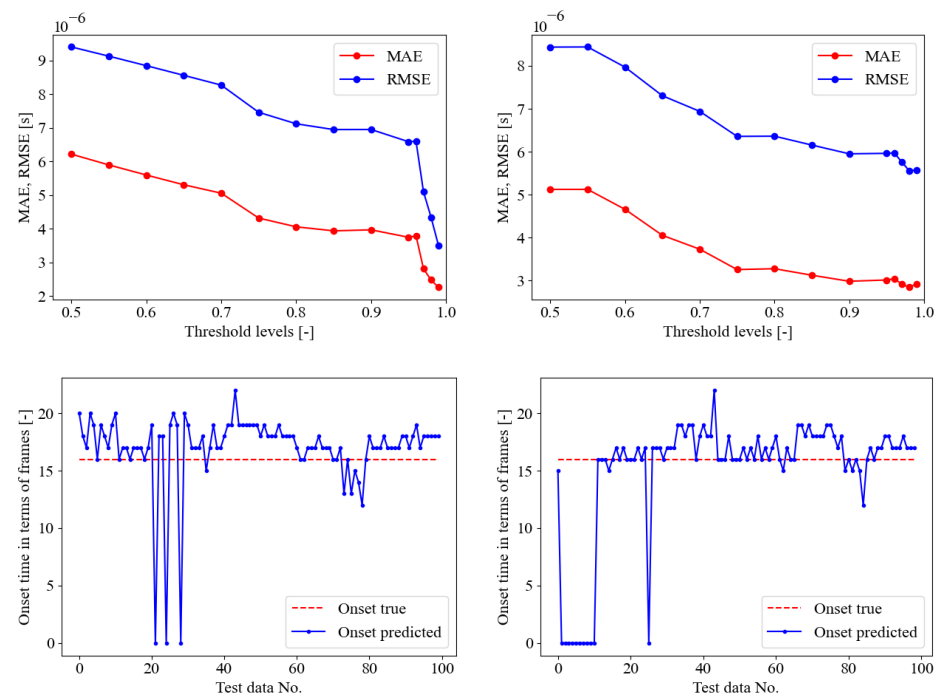 10⁻⁶
MAE, RMSE [s]
9
8
7
6
5
4
3
2
MAE
RMSE
0.5 0.6 0.7 0.8 0.9 1.0
Threshold levels [-]
10⁻⁶
MAE, RMSE [s]
8
7
6
5
4
3
MAE
RMSE
0.5 0.6 0.7 0.8 0.9 1.0
Threshold levels [-]
Onset time in terms of frames [-]
20
15
10
5
0
Onset true
Onset predicted
0 20 40 60 80 100
Test data No.
Onset time in terms of frames [-]
20
15
10
5
0
Onset true
Onset predicted
0 20 40 60 80 100
Test data No.